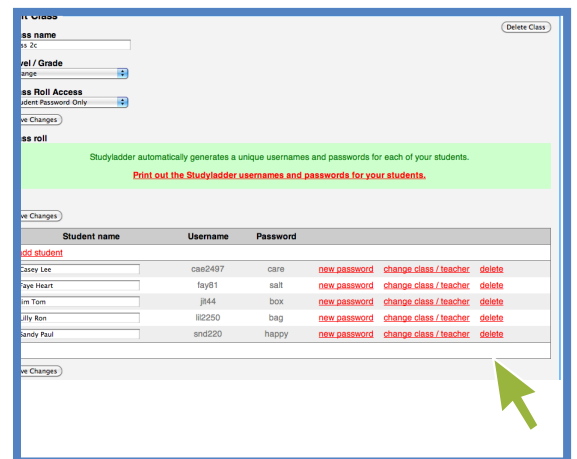 it Class
Delete Class
ss name
ss 2c
vel / Grade
ange
ss Roll Access
udent Password Only
ve Changes
ss roll
Studyladder automatically generates a unique usernames and passwords for each of your students.
Print out the Studyladder usernames and passwords for your students.
ve Changes
Student name Username Password
add student
Casey Lee cae2497 care new password change class / teacher delete
Faye Heart fay81 salt new password change class / teacher delete
im Tom jit44 box new password change class / teacher delete
illy Ron lil2250 bag new password change class / teacher delete
Sandy Paul snd220 happy new password change class / teacher delete
ve Changes